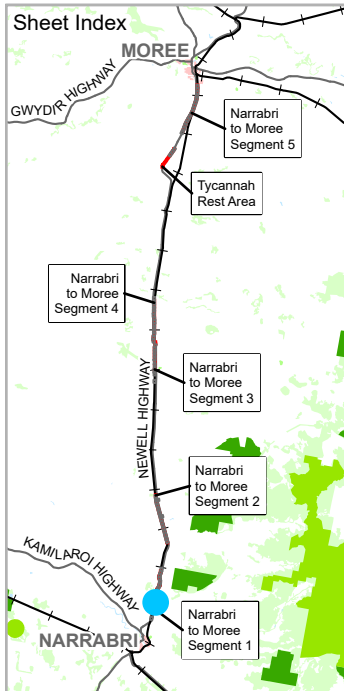 Sheet Index
MOREE
GWYDIR HIGHWAY
Narrabri
to Moree
Segment 5
Tycannah
Rest Area
Narrabri
to Moree
Segment 4
Narrabri
to Moree
Segment 3
NEWELL HIGHWAY
Narrabri
to Moree
Segment 2
KAMILAROI HIGHWAY
Narrabri
to Moree
Segment 1
NARRABRI